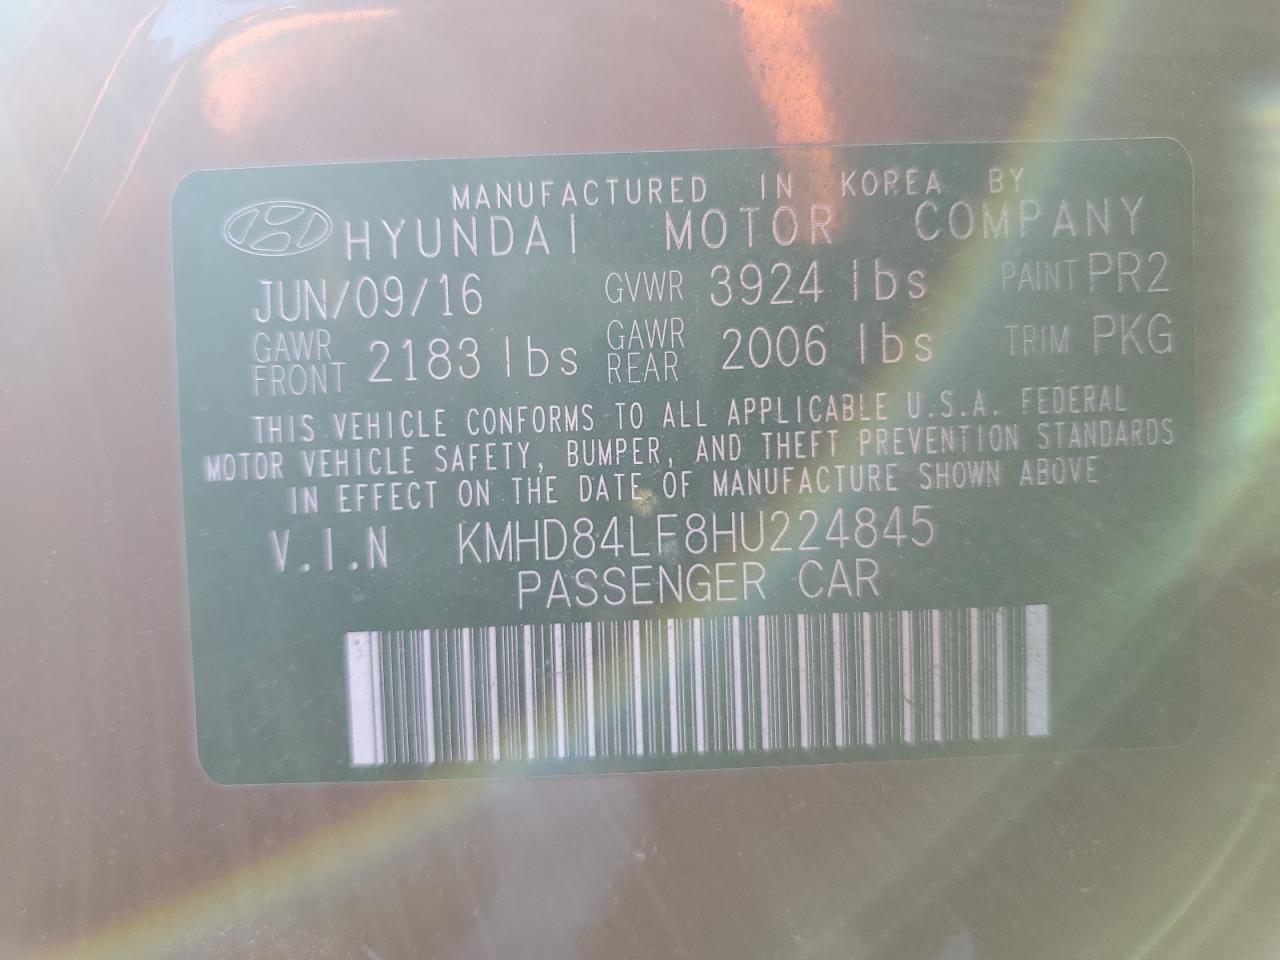 MANUFACTURED IN KOREA BY
HYUNDAI MOTOR COMPANY
JUN/09/16 GVWR 3924 lbs PAINT PR2
GAWR FRONT 2183 lbs GAWR REAR 2006 lbs TRIM PKG
THIS VEHICLE CONFORMS TO ALL APPLICABLE U.S.A. FEDERAL
MOTOR VEHICLE SAFETY, BUMPER, AND THEFT PREVENTION STANDARDS
IN EFFECT ON THE DATE OF MANUFACTURE SHOWN ABOVE
V.I.N KMHD84LF8HU224845
PASSENGER CAR